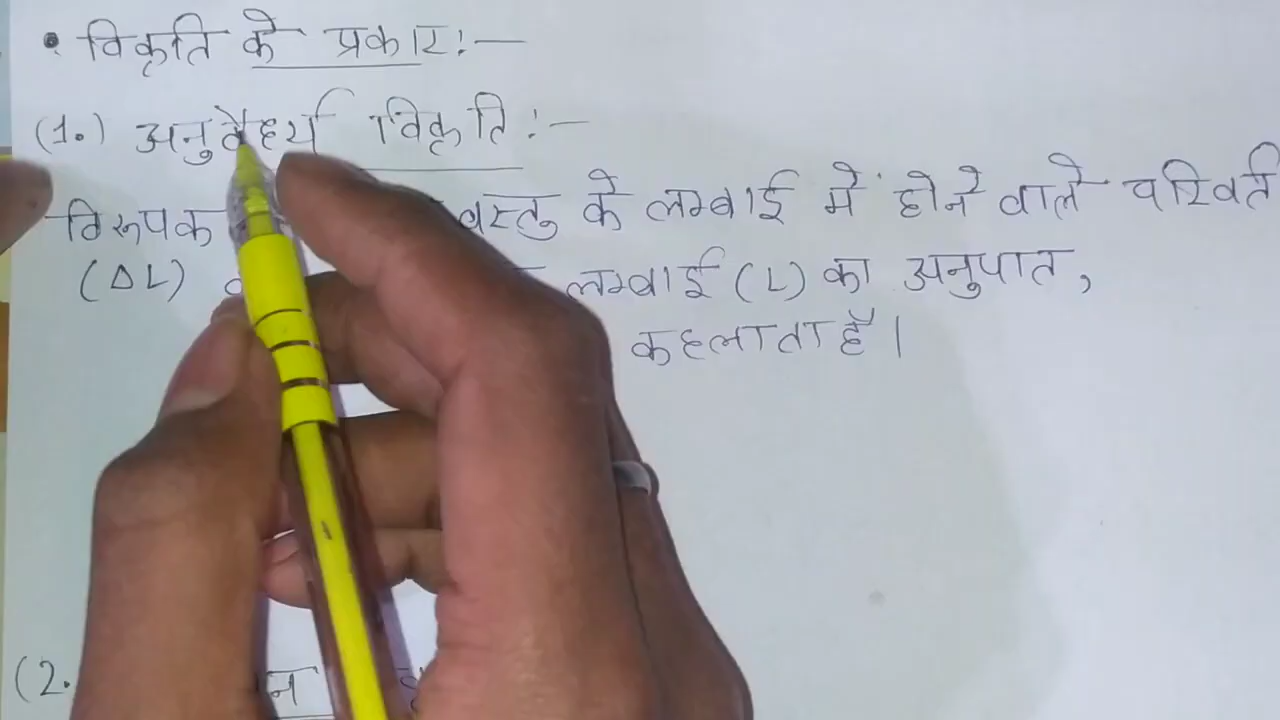 • विकृति के प्रकार:—
(1.) अनुदैर्ध्य विकृति:—
विरूपक वस्तु के लम्बाई में होने वाले परिवर्त
(ΔL) लम्बाई (L) का अनुपात,
कहलाता है।
(2.